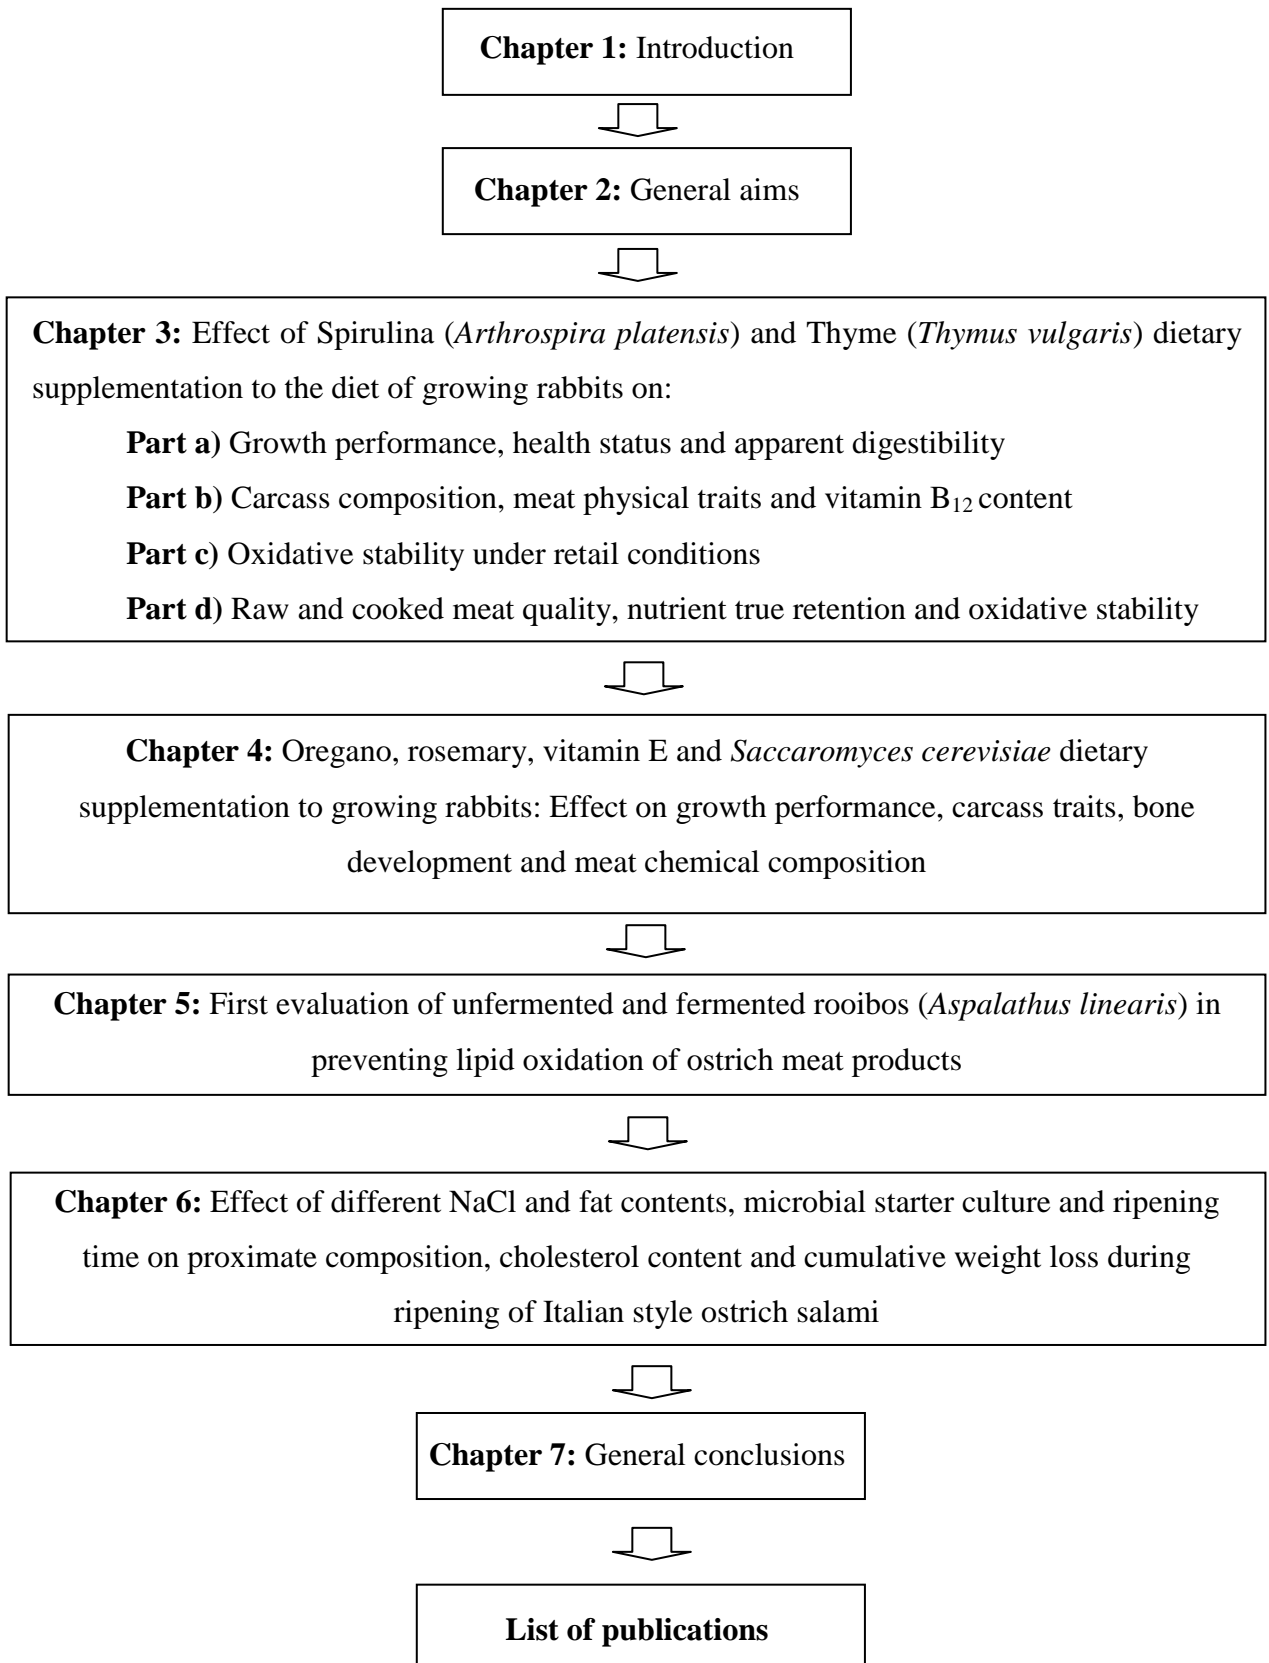 Chapter 1: Introduction
Chapter 2: General aims
Chapter 3: Effect of Spirulina (Arthrospira platensis) and Thyme (Thymus vulgaris) dietary
supplementation to the diet of growing rabbits on:
Part a) Growth performance, health status and apparent digestibility
Part b) Carcass composition, meat physical traits and vitamin B12 content
Part c) Oxidative stability under retail conditions
Part d) Raw and cooked meat quality, nutrient true retention and oxidative stability
Chapter 4: Oregano, rosemary, vitamin E and Saccaromyces cerevisiae dietary
supplementation to growing rabbits: Effect on growth performance, carcass traits, bone
development and meat chemical composition
Chapter 5: First evaluation of unfermented and fermented rooibos (Aspalathus linearis) in
preventing lipid oxidation of ostrich meat products
Chapter 6: Effect of different NaCl and fat contents, microbial starter culture and ripening
time on proximate composition, cholesterol content and cumulative weight loss during
ripening of Italian style ostrich salami
Chapter 7: General conclusions
List of publications